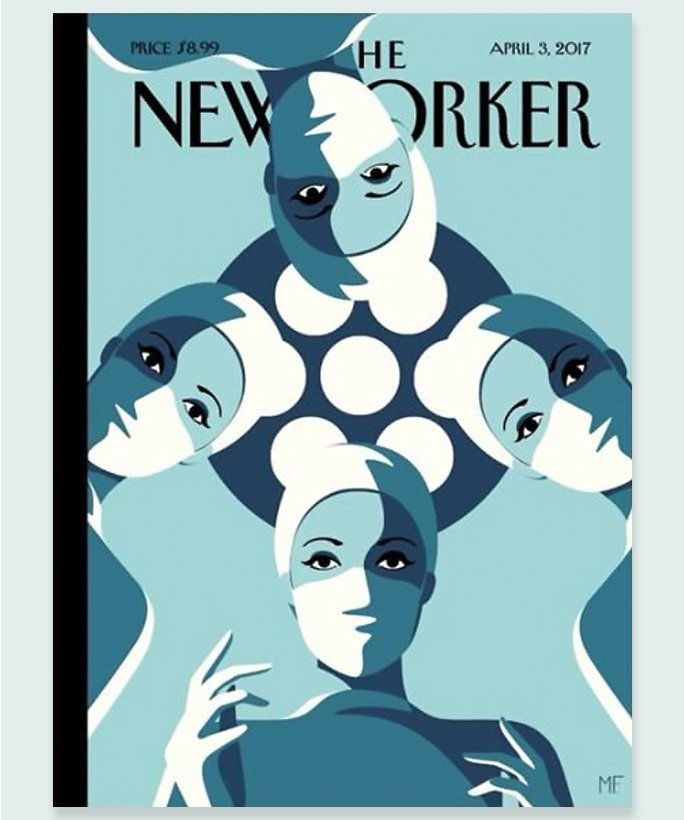 PRICE $8.99
APRIL 3, 2017
HE
NEW ORKER
MF